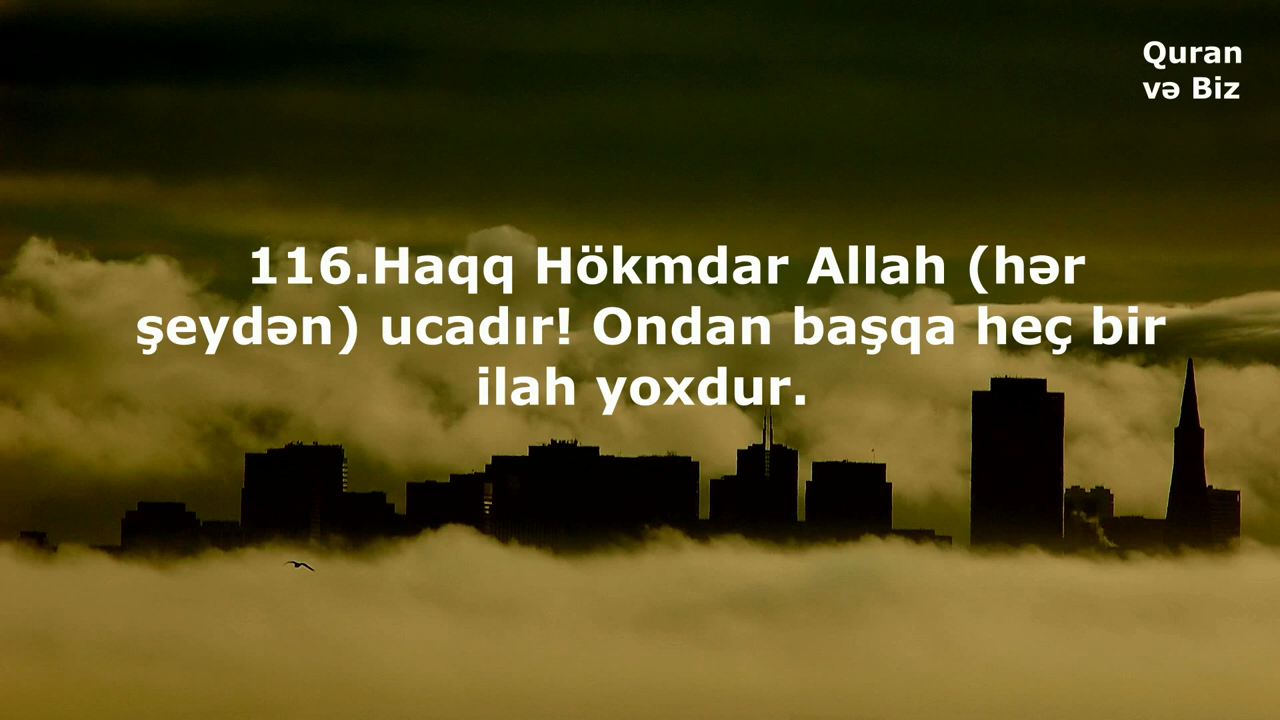 Quran
və Biz
116.Haqq Hökmdar Allah (hər
şeydən) ucadır! Ondan başqa heç bir
ilah yoxdur.